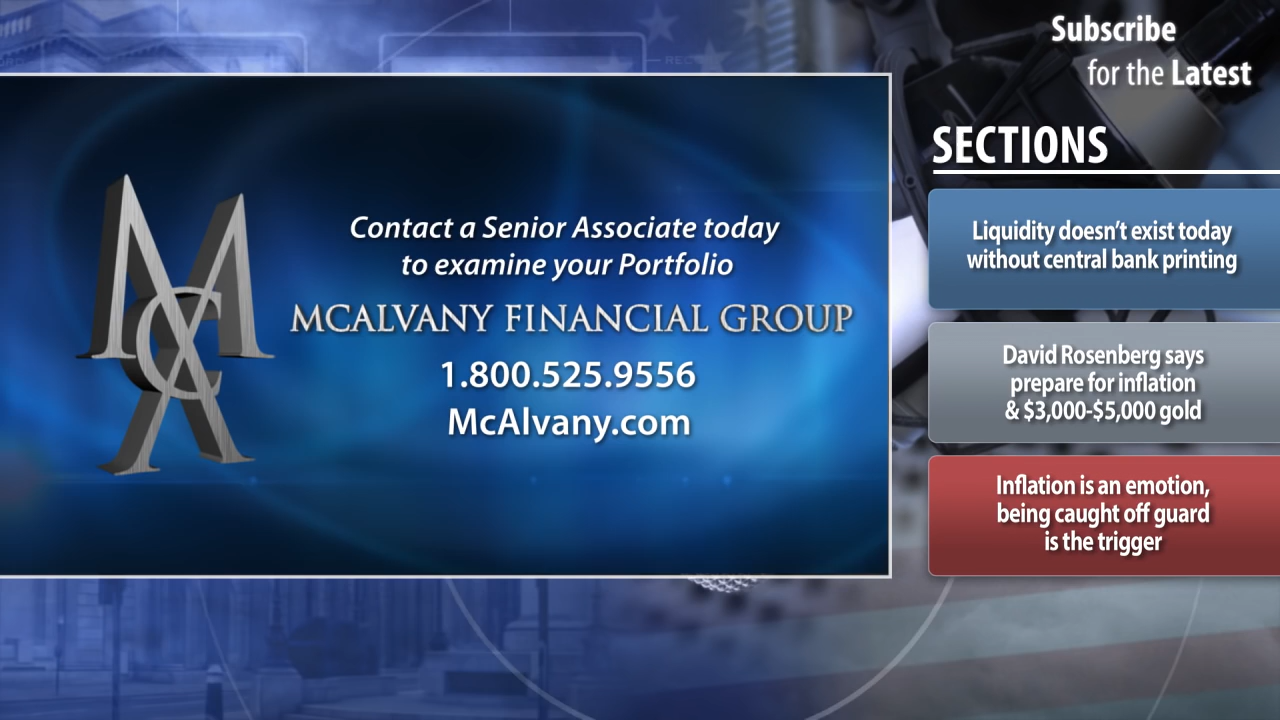 Subscribe
for the Latest
SECTIONS
Contact a Senior Associate today
to examine your Portfolio
MCALVANY FINANCIAL GROUP
1.800.525.9556
McAlvany.com
Liquidity doesn't exist today
without central bank printing
David Rosenberg says
prepare for inflation
& $3,000-$5,000 gold
Inflation is an emotion,
being caught off guard
is the trigger